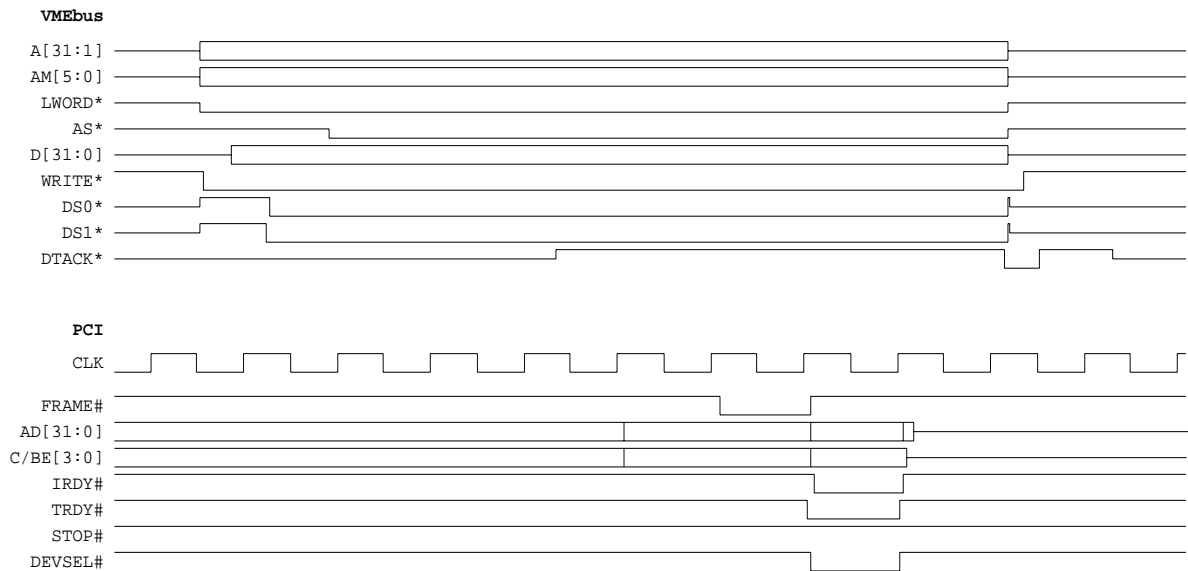 VMEbus
A[31:1]
AM[5:0]
LWORD*
AS*
D[31:0]
WRITE*
DS0*
DS1*
DTACK*
PCI
CLK
FRAME#
AD[31:0]
C/BE[3:0]
IRDY#
TRDY#
STOP#
DEVSEL#